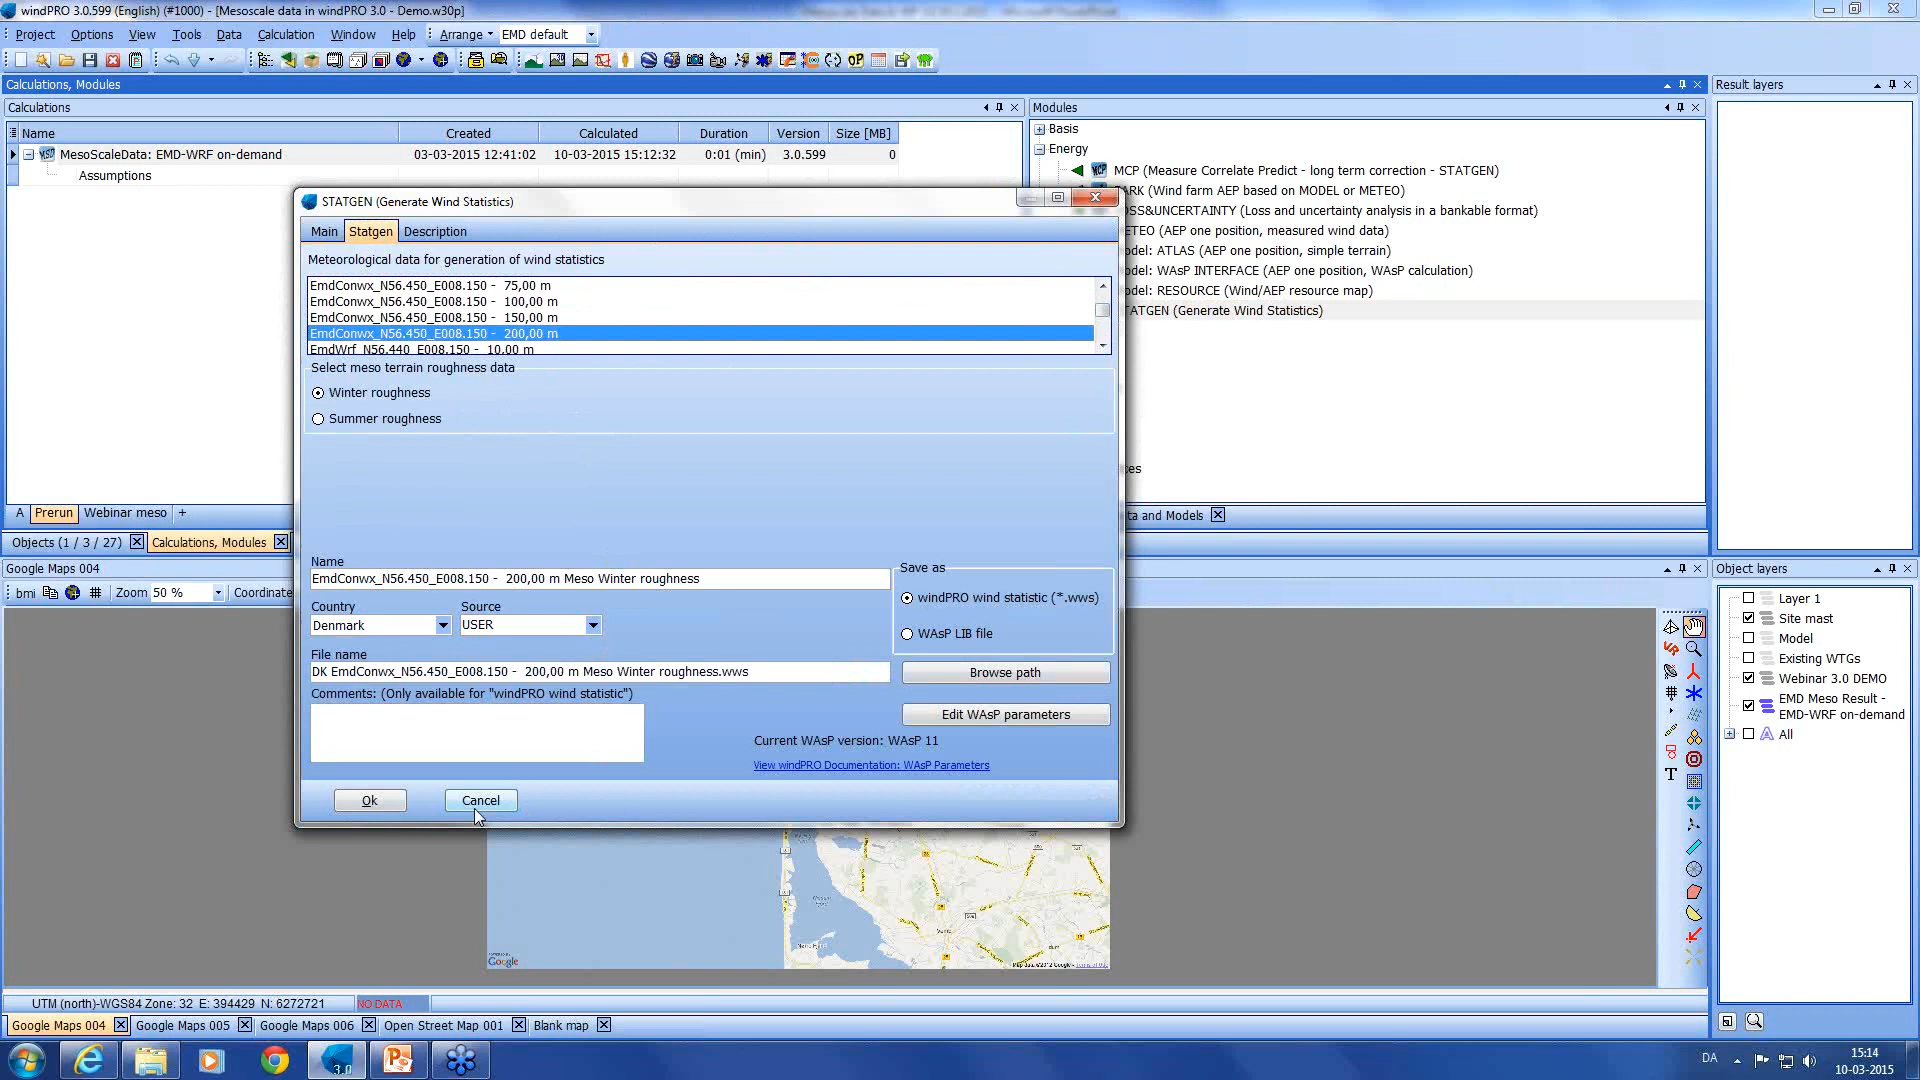 windPRO 3.0.599 (English) (#1000) - [Mesoscale data in windPRO 3.0 - Demo.w30p]
Project Options View Tools Data Calculation Window Help Arrange EMD default
Calculations, Modules
Result layers
Calculations
Modules
Name Created Calculated Duration Version Size [MB]
MesoScaleData: EMD-WRF on-demand 03-03-2015 12:41:02 10-03-2015 15:12:32 0:01 (min) 3.0.599 0
Assumptions
Basis
Energy
MCP (Measure Correlate Predict - long term correction - STATGEN)
ARK (Wind farm AEP based on MODEL or METEO)
OSS&UNCERTAINTY (Loss and uncertainty analysis in a bankable format)
ETEO (AEP one position, measured wind data)
odel: ATLAS (AEP one position, simple terrain)
odel: WAsP INTERFACE (AEP one position, WAsP calculation)
odel: RESOURCE (Wind/AEP resource map)
TATGEN (Generate Wind Statistics)
ces
ta and Models
STATGEN (Generate Wind Statistics)
Main Statgen Description
Meteorological data for generation of wind statistics
EmdConwx_N56.450_E008.150 - 75,00 m
EmdConwx_N56.450_E008.150 - 100,00 m
EmdConwx_N56.450_E008.150 - 150,00 m
EmdConwx_N56.450_E008.150 - 200,00 m
EmdWrf_N56.440_E008.150 - 10,00 m
Select meso terrain roughness data
Winter roughness
Summer roughness
Name
EmdConwx_N56.450_E008.150 - 200,00 m Meso Winter roughness
Country Source
Denmark USER
File name
DK EmdConwx_N56.450_E008.150 - 200,00 m Meso Winter roughness.wws
Comments: (Only available for "windPRO wind statistic")
Save as
windPRO wind statistic (*.wws)
WAsP LIB file
Browse path
Edit WAsP parameters
Current WAsP version: WAsP 11
View windPRO Documentation: WAsP Parameters
Ok Cancel
A Prerun Webinar meso +
Objects (1 / 3 / 27) Calculations, Modules
Google Maps 004
bmi Zoom 50 % Coordinate
Object layers
Layer 1
Site mast
Model
Existing WTGs
Webinar 3.0 DEMO
EMD Meso Result -
EMD-WRF on-demand
All
Google
UTM (north)-WGS84 Zone: 32 E: 394429 N: 6272721 NO DATA
Google Maps 004 Google Maps 005 Google Maps 006 Open Street Map 001 Blank map
3.0
DA
15:14
10-03-2015